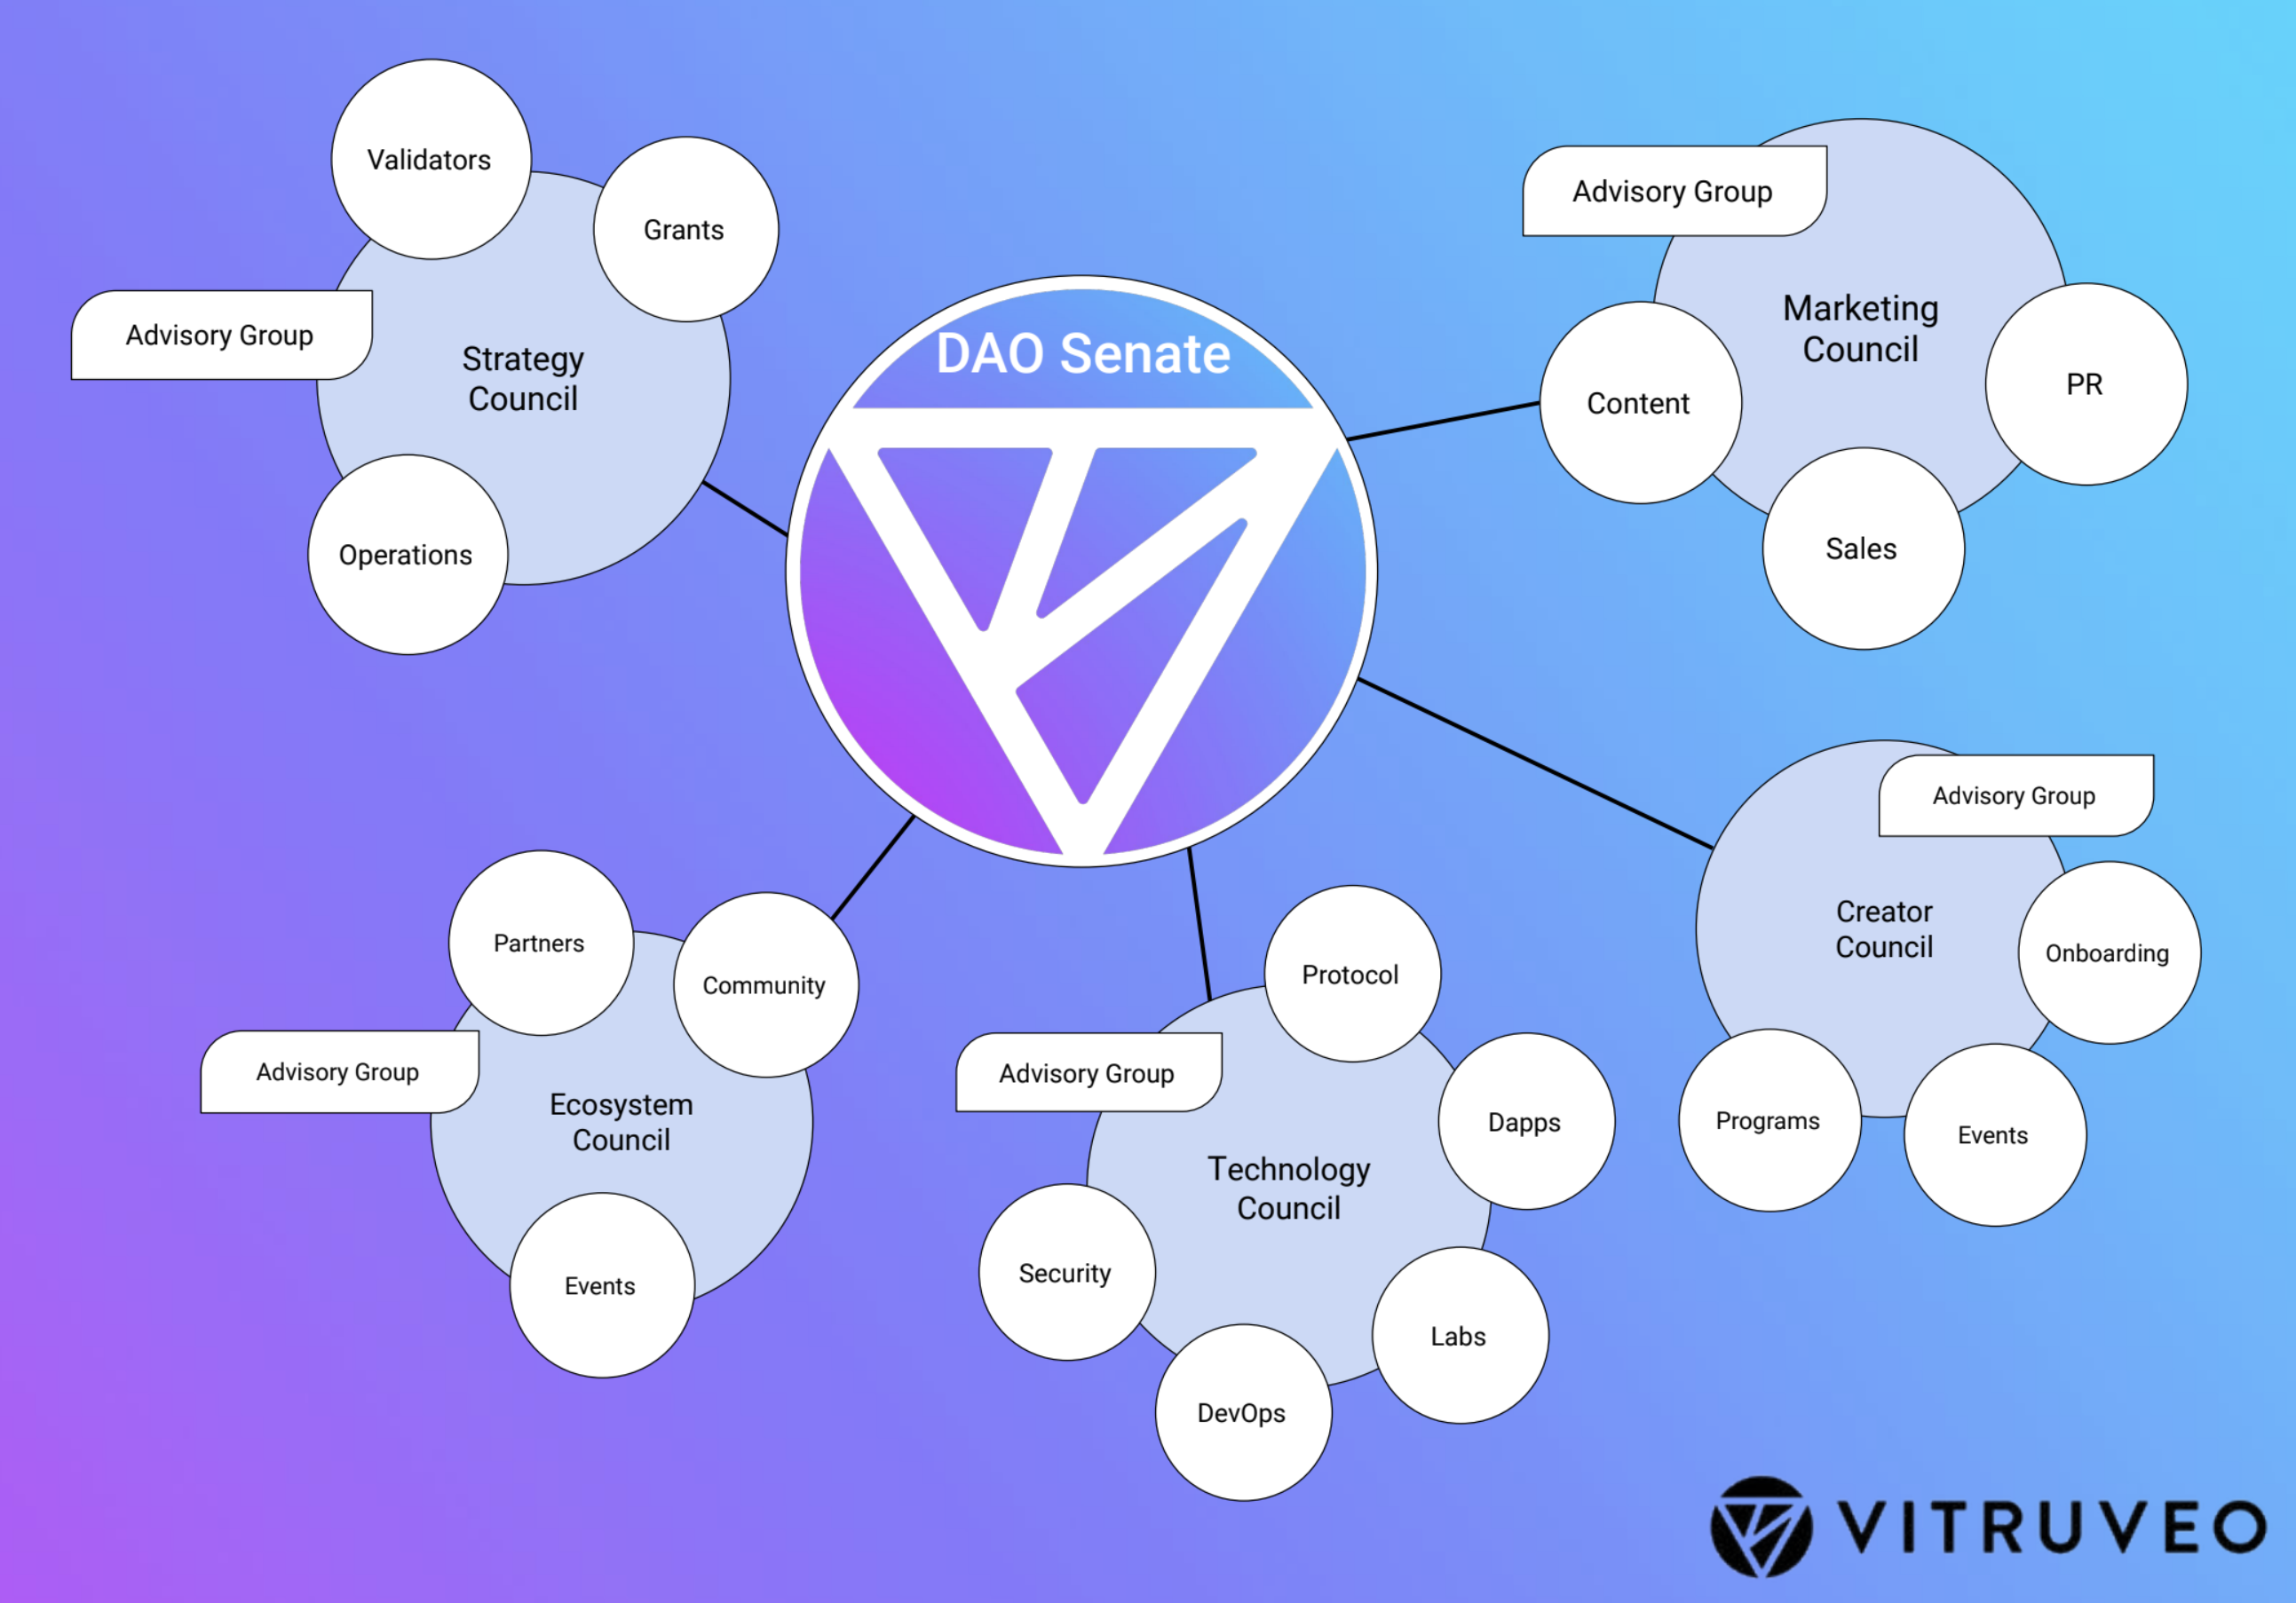 DAO Senate
Validators
Grants
Advisory Group
Strategy
Council
Operations
Advisory Group
Marketing
Council
Content
PR
Sales
Advisory Group
Creator
Council
Onboarding
Programs
Events
Partners
Community
Advisory Group
Ecosystem
Council
Events
Protocol
Advisory Group
Dapps
Technology
Council
Security
Labs
DevOps
VITRUVEO